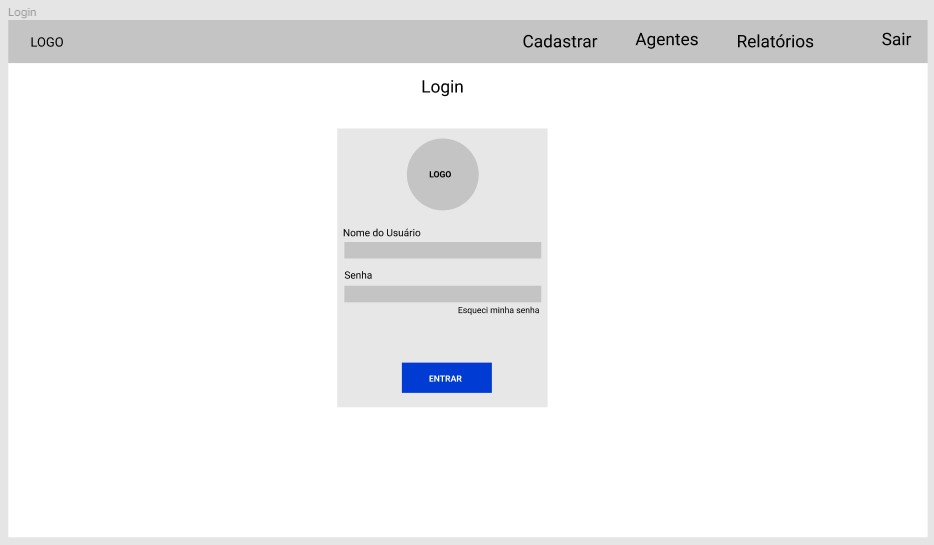 Login
LOGO Cadastrar Agentes Relatórios Sair
Login
LOGO
Nome do Usuário
Senha
Esqueci minha senha
ENTRAR